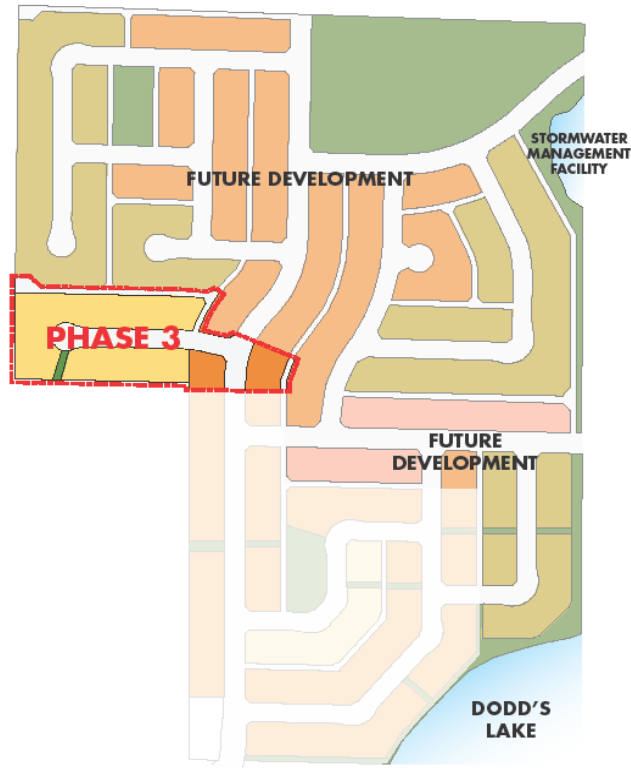 STORMWATER
MANAGEMENT
FACILITY
FUTURE DEVELOPMENT
PHASE 3
FUTURE
DEVELOPMENT
DODD'S
LAKE